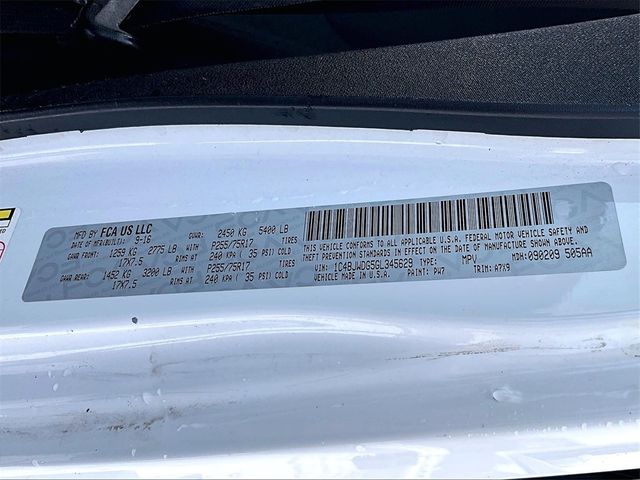 MFD BY FCA US LLC
DATE OF MFR(BUILT): 9-16
GVWR: 2450 KG 5400 LB
GAWR FRONT: 1259 KG 2775 LB WITH P255/75R17 TIRES
17X7.5 RIMS AT 240 KPA ( 35 PSI) COLD
GAWR REAR: 1452 KG 3200 LB WITH P255/75R17 TIRES
17X7.5 RIMS AT 240 KPA ( 35 PSI) COLD
THIS VEHICLE CONFORMS TO ALL APPLICABLE U.S.A. FEDERAL MOTOR VEHICLE SAFETY AND
THEFT PREVENTION STANDARDS IN EFFECT ON THE DATE OF MANUFACTURE SHOWN ABOVE.
VIN: 1C4BJWDG5GL345629 TYPE: MPV MDH: 090209 505AA
VEHICLE MADE IN U.S.A. PAINT: PW7 TRIM: A7X9